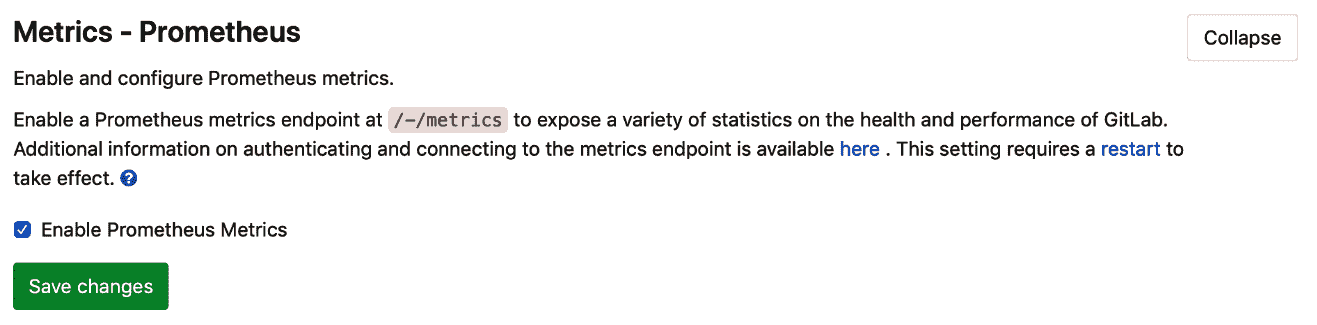 Metrics - Prometheus
Collapse
Enable and configure Prometheus metrics.
Enable a Prometheus metrics endpoint at /-/metrics to expose a variety of statistics on the health and performance of GitLab.
Additional information on authenticating and connecting to the metrics endpoint is available here . This setting requires a restart to
take effect. ?
Enable Prometheus Metrics
Save changes